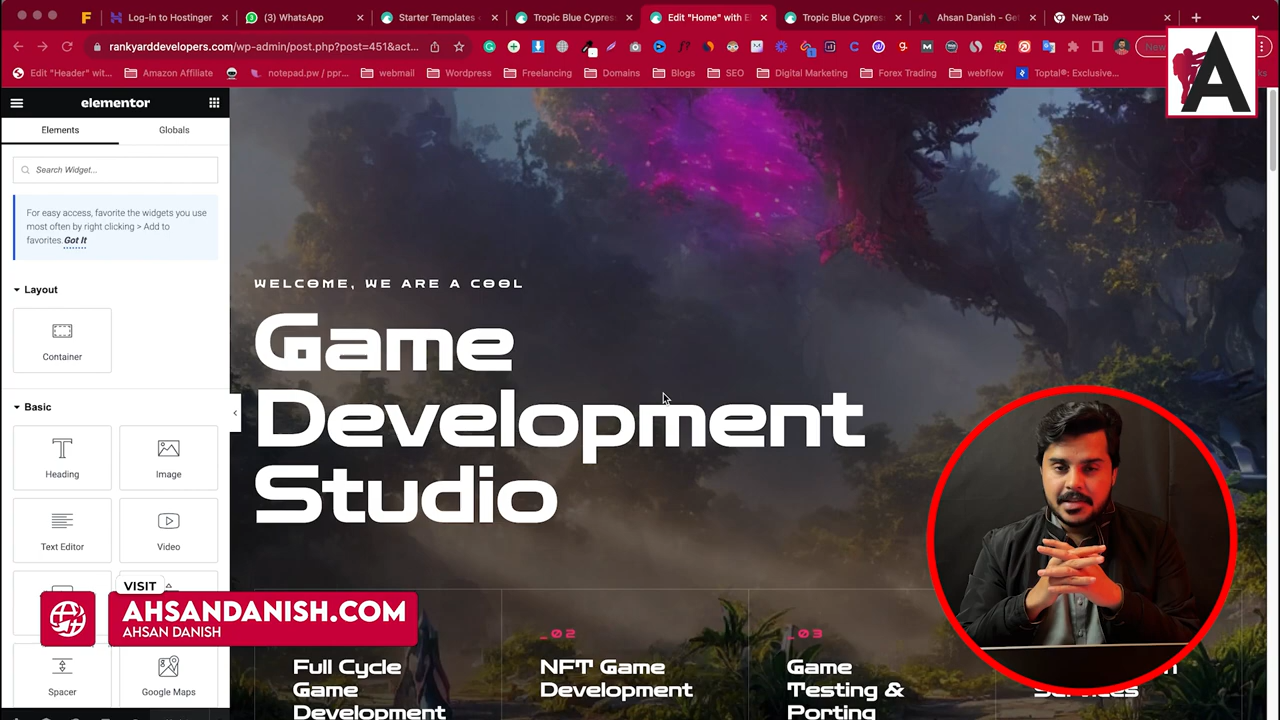 Log-in to Hostinger
(3) WhatsApp
Starter Templates
Tropic Blue Cypres
Edit "Home" with E
Tropic Blue Cypres
Ahsan Danish - Ge
New Tab
rankyarddevelopers.com/wp-admin/post.php?post=451&act...
Edit "Header" wit...
Amazon Affiliate
notepad.pw / ppr...
webmail
Wordpress
Freelancing
Domains
Blogs
SEO
Digital Marketing
Forex Trading
webflow
Toptal®: Exclusive...
A
elementor
Elements
Globals
Search Widget...
For easy access, favorite the widgets you use
most often by right clicking > Add to
favorites. Got It
Layout
Container
Basic
Heading
Image
Text Editor
Video
Spacer
Google Maps
WELCOME, WE ARE A COOL
Game
Development
Studio
_02
_03
Full Cycle
Game
Development
NFT Game
Development
Game
Testing &
Porting
Services
VISIT
AHSANDANISH.COM
AHSAN DANISH